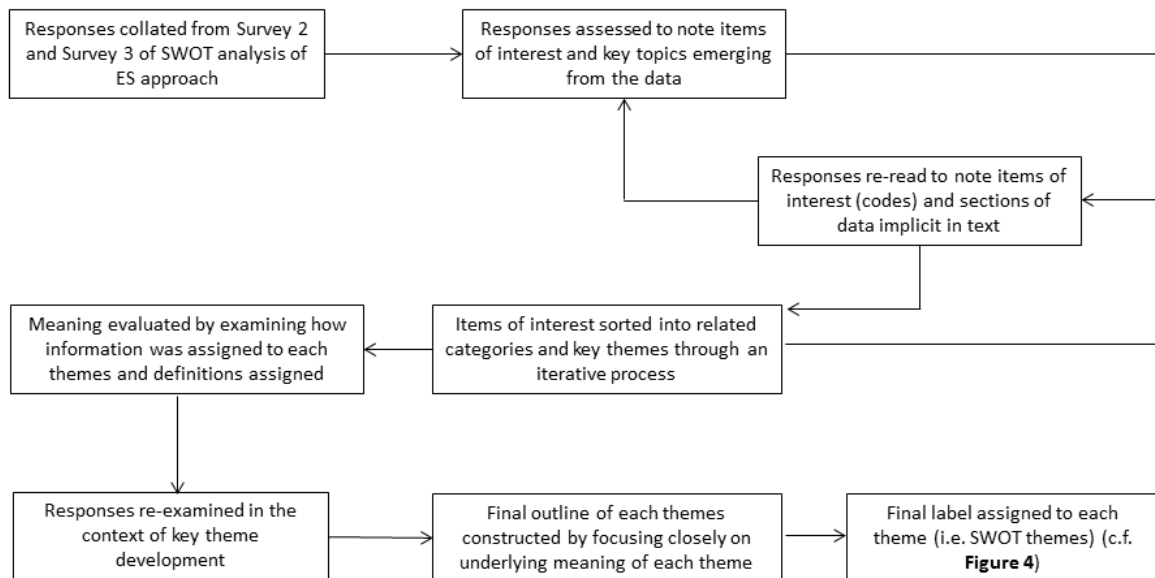 Responses collated from Survey 2
and Survey 3 of SWOT analysis of
ES approach
Responses assessed to note items
of interest and key topics emerging
from the data
Responses re-read to note items of
interest (codes) and sections of
data implicit in text
Meaning evaluated by examining how
information was assigned to each
themes and definitions assigned
Items of interest sorted into related
categories and key themes through an
iterative process
Responses re-examined in the
context of key theme
development
Final outline of each themes
constructed by focusing closely on
underlying meaning of each theme
Final label assigned to each
theme (i.e. SWOT themes) (c.f.
Figure 4)